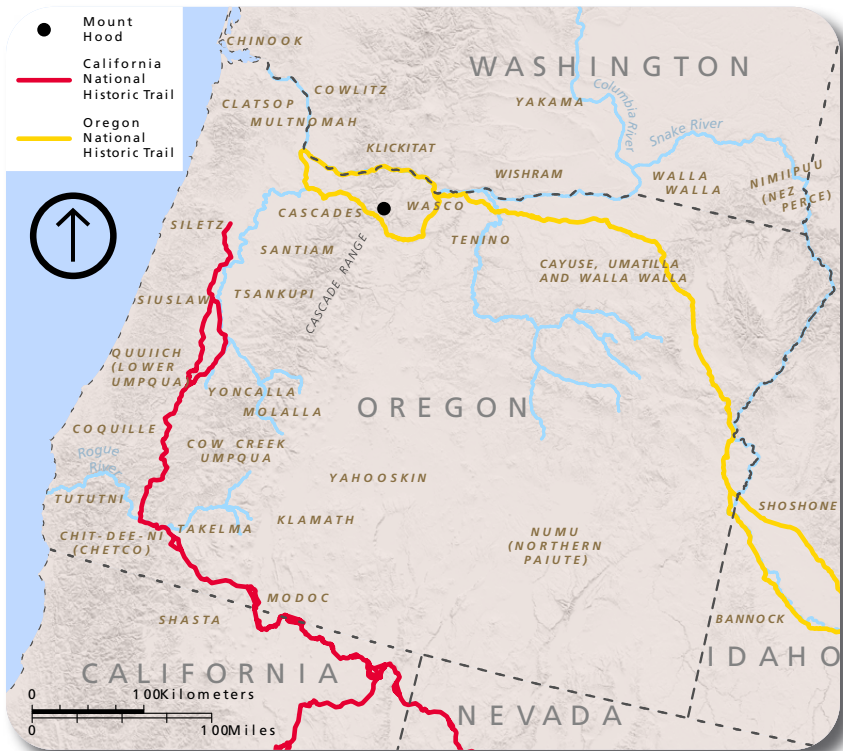 Mount
Hood
California
National
Historic Trail
Oregon
National
Historic Trail
CHINOOK
WASHINGTON
COWLITZ
CLATSOP
MULTNOMAH
YAKAMA
Columbia
River
Snake River
KLICKITAT
WISHRAM
WALLA
WALLA
NIMIIPUU
(NEZ
PERCE)
CASCADES
WASCO
SILETZ
TENINO
SANTIAM
CASCADE RANGE
CAYUSE, UMATILLA
AND WALLA WALLA
SIUSLAW
TSANKUPI
QUUIICH
(LOWER
UMPQUA
YONCALLA
MOLALLA
OREGON
COQUILLE
COW CREEK
UMPQUA
Rogue
River
YAHOOSKIN
TUTUTNI
SHOSHONE
CHIT-DEE-NI
(CHETCO)
TAKELMA
KLAMATH
NUMU
(NORTHERN
PAIUTE)
MODOC
SHASTA
BANNOCK
IDAHO
CALIFORNIA
NEVADA
0 100Kilometers
0 100Miles